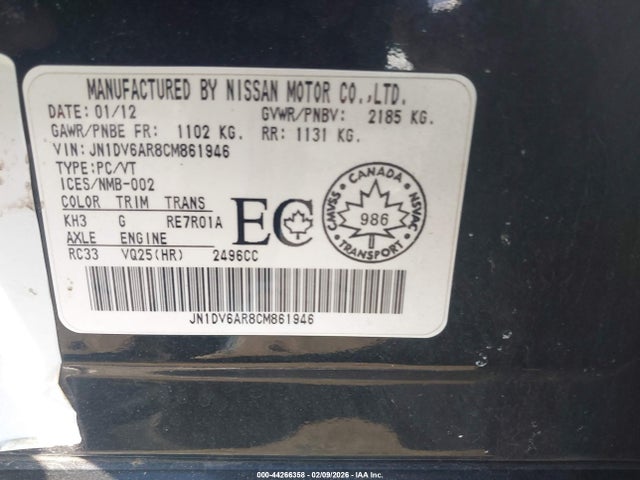 MANUFACTURED BY NISSAN MOTOR CO.,LTD.
DATE: 01/12 GVWR/PNBV: 2185 KG.
GAWR/PNBE FR: 1102 KG. RR: 1131 KG.
VIN: JN1DV6AR8CM861946
TYPE:PC/VT
ICES/NMB-002
COLOR TRIM TRANS
KH3 G RE7R01A
AXLE ENGINE
RC33 VQ25(HR) 2496CC
EC
CANADA
CMVSS 986 NSVAC
TRANSPORT
JN1DV6AR8CM861946
000-44266358 - 02/09/2026 - IAA Inc.